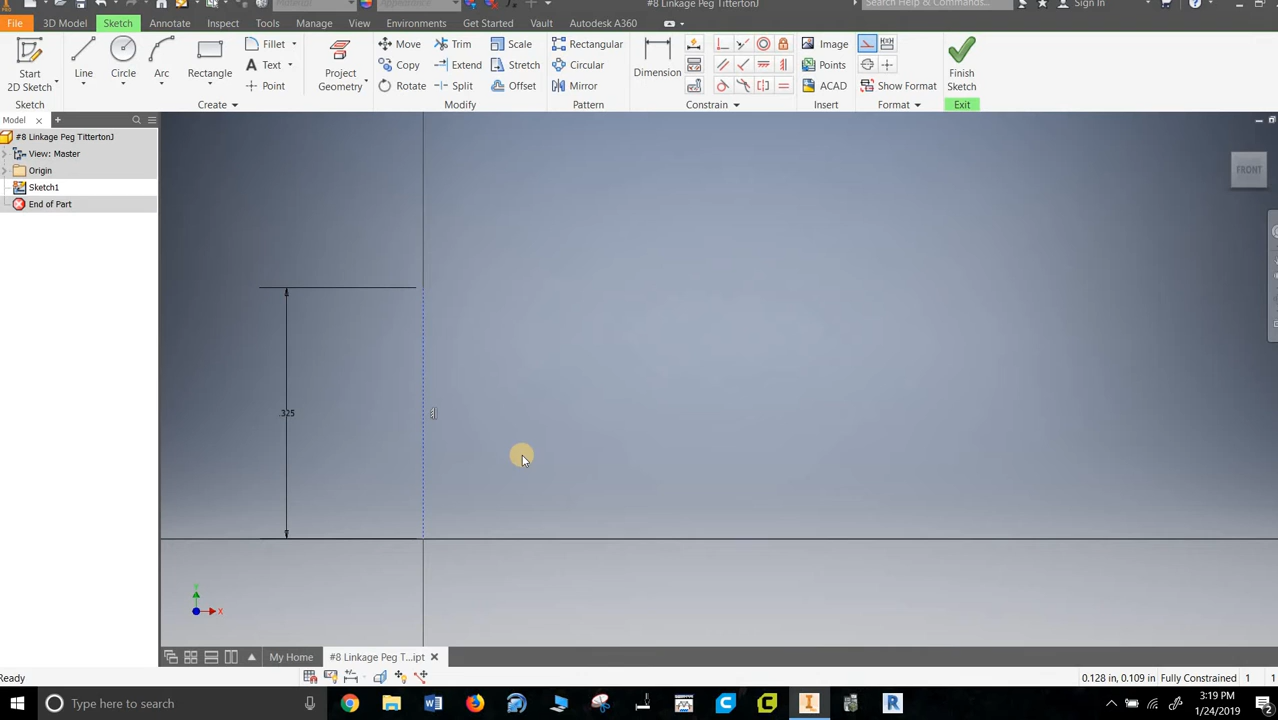 #8 Linkage Peg TittertonJ
Search Help & Commands...
Sign In
File
3D Model
Sketch
Annotate
Inspect
Tools
Manage
View
Environments
Get Started
Vault
Autodesk A360
Start
2D Sketch
Line
Circle
Arc
Rectangle
Fillet
Text
Point
Project
Geometry
Move
Copy
Rotate
Trim
Extend
Split
Scale
Stretch
Offset
Rectangular
Circular
Mirror
Dimension
Image
Points
ACAD
Show Format
Finish
Sketch
Sketch
Create
Modify
Pattern
Constrain
Insert
Format
Exit
Model
#8 Linkage Peg TittertonJ
View: Master
Origin
Sketch1
End of Part
FRONT
.325
Y
X
My Home
#8 Linkage Peg T...ipt
Ready
0.128 in, 0.109 in
Fully Constrained
1
1
Type here to search
3:19 PM
1/24/2019